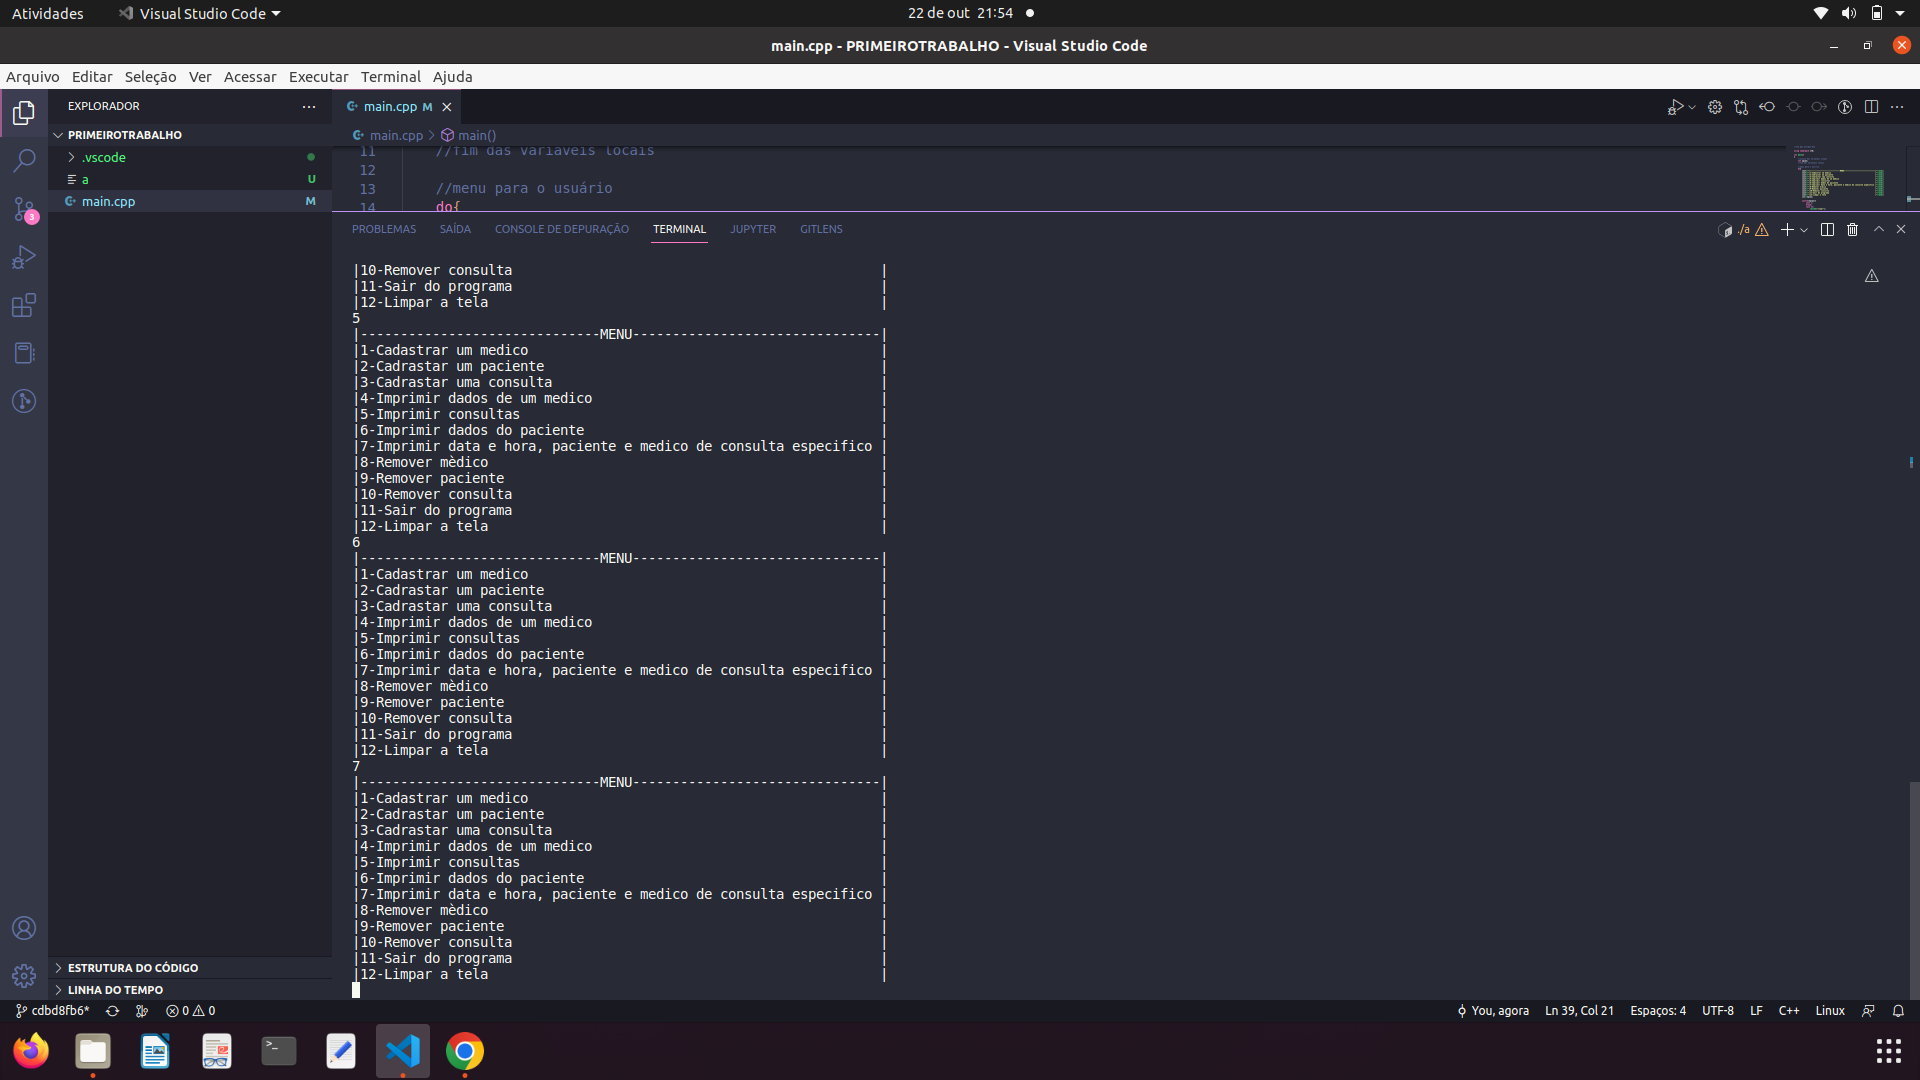 Atividades
Visual Studio Code
22 de out 21:54
main.cpp - PRIMEIROTRABALHO - Visual Studio Code
Arquivo Editar Seleção Ver Acessar Executar Terminal Ajuda
EXPLORADOR
main.cpp M
PRIMEIROTRABALHO
main.cpp > main()
.vscode
a U
main.cpp M
3
11 //fim das variaveis locais
12
13 //menu para o usuário
14 do{
PROBLEMAS SAÍDA CONSOLE DE DEPURAÇÃO TERMINAL JUPYTER GITLENS
./a
|10-Remover consulta |
|11-Sair do programa |
|12-Limpar a tela |
5
|------------------------------MENU-------------------------------|
|1-Cadastrar um medico |
|2-Cadrastar um paciente |
|3-Cadrastar uma consulta |
|4-Imprimir dados de um medico |
|5-Imprimir consultas |
|6-Imprimir dados do paciente |
|7-Imprimir data e hora, paciente e medico de consulta especifico |
|8-Remover mèdico |
|9-Remover paciente |
|10-Remover consulta |
|11-Sair do programa |
|12-Limpar a tela |
6
|------------------------------MENU-------------------------------|
|1-Cadastrar um medico |
|2-Cadrastar um paciente |
|3-Cadrastar uma consulta |
|4-Imprimir dados de um medico |
|5-Imprimir consultas |
|6-Imprimir dados do paciente |
|7-Imprimir data e hora, paciente e medico de consulta especifico |
|8-Remover mèdico |
|9-Remover paciente |
|10-Remover consulta |
|11-Sair do programa |
|12-Limpar a tela |
7
|------------------------------MENU-------------------------------|
|1-Cadastrar um medico |
|2-Cadrastar um paciente |
|3-Cadrastar uma consulta |
|4-Imprimir dados de um medico |
|5-Imprimir consultas |
|6-Imprimir dados do paciente |
|7-Imprimir data e hora, paciente e medico de consulta especifico |
|8-Remover mèdico |
|9-Remover paciente |
|10-Remover consulta |
|11-Sair do programa |
|12-Limpar a tela |
ESTRUTURA DO CÓDIGO
LINHA DO TEMPO
cdbd8fb6* 0 0 You, agora Ln 39, Col 21 Espaços: 4 UTF-8 LF C++ Linux